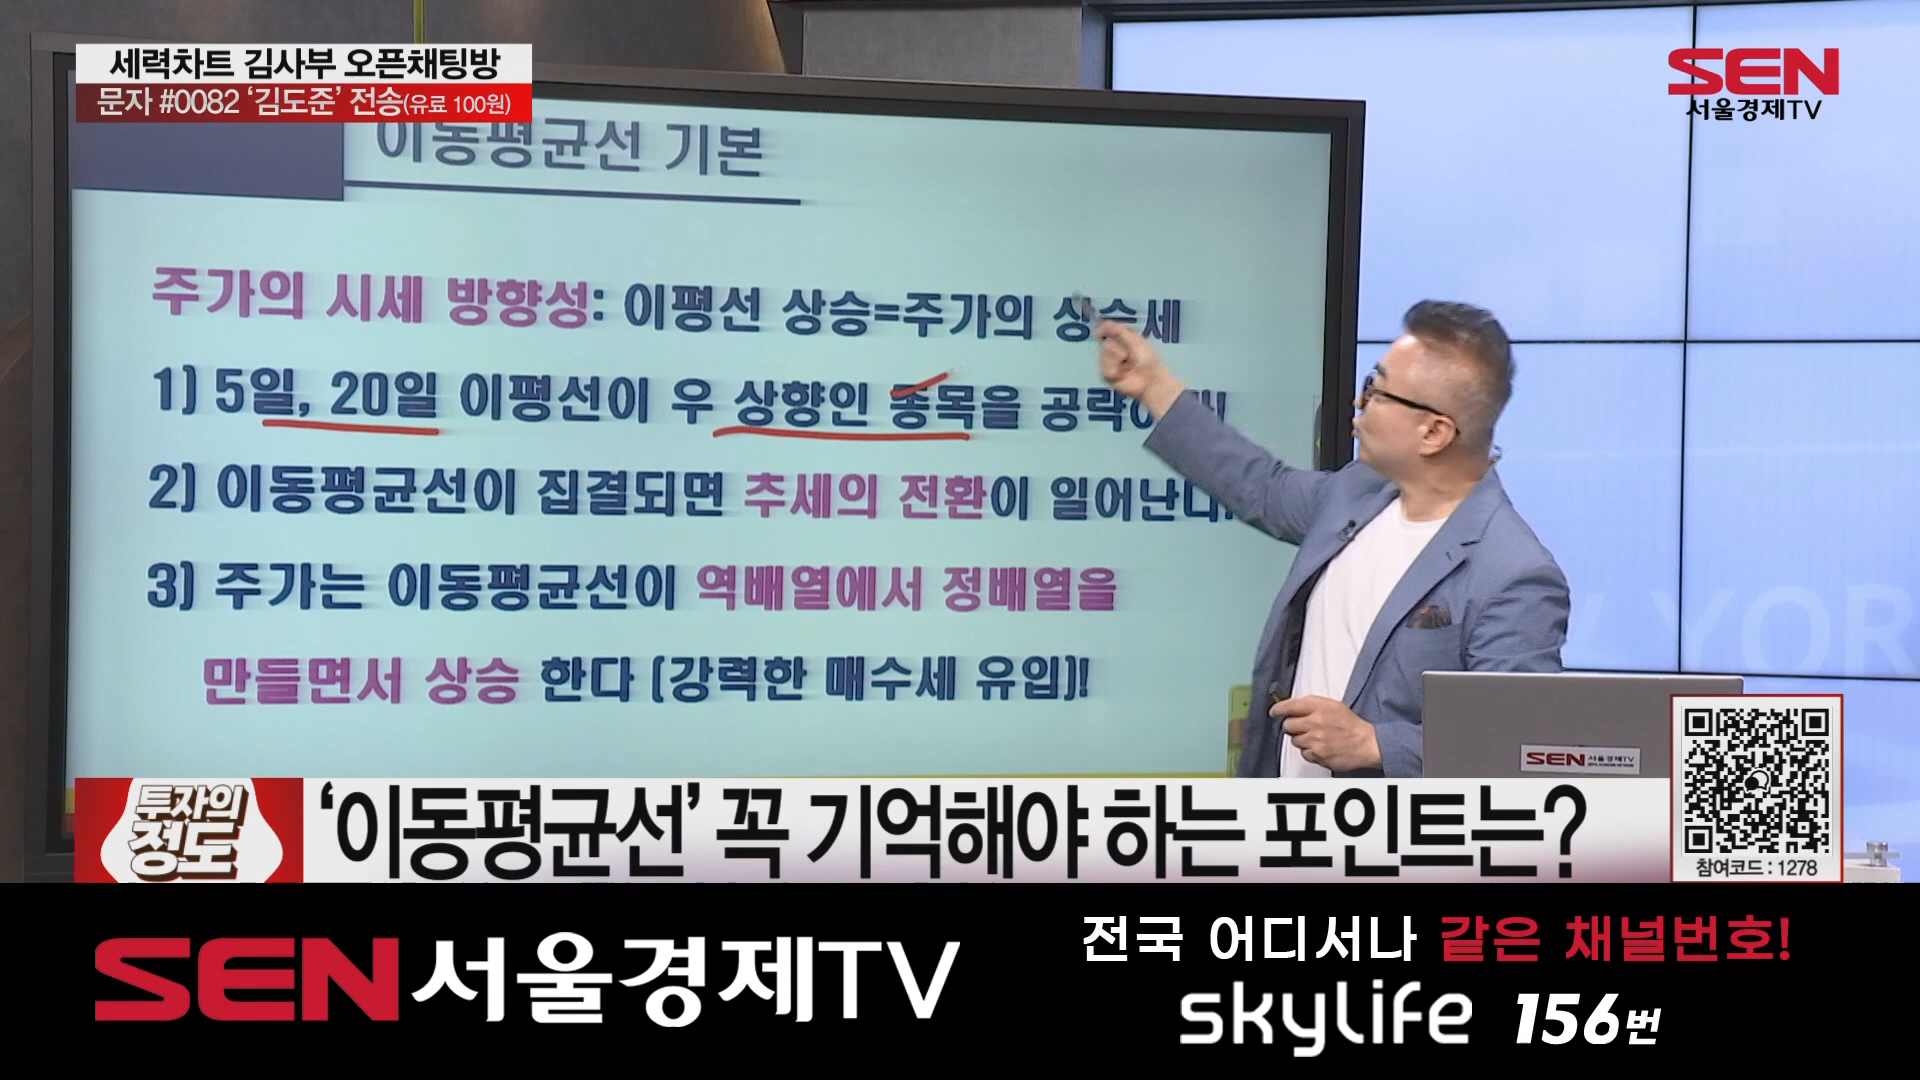 세력차트 김사부 오픈채팅방
문자 #0082 ‘김도준’ 전송(유료 100원)
SEN
서울경제TV
이동평균선 기본
주가의 시세 방향성: 이평선 상승=주가의 상승세
1) 5일, 20일 이평선이 우 상향인 종목을 공략
2) 이동평균선이 집결되면 추세의 전환이 일어난다!
3) 주가는 이동평균선이 역배열에서 정배열을
만들면서 상승 한다 (강력한 매수세 유입)!
YOR
SEN 서울경제TV
투자의
정도
‘이동평균선’ 꼭 기억해야 하는 포인트는?
참여코드 : 1278
SEN 서울경제TV
전국 어디서나 같은 채널번호!
skylife 156번